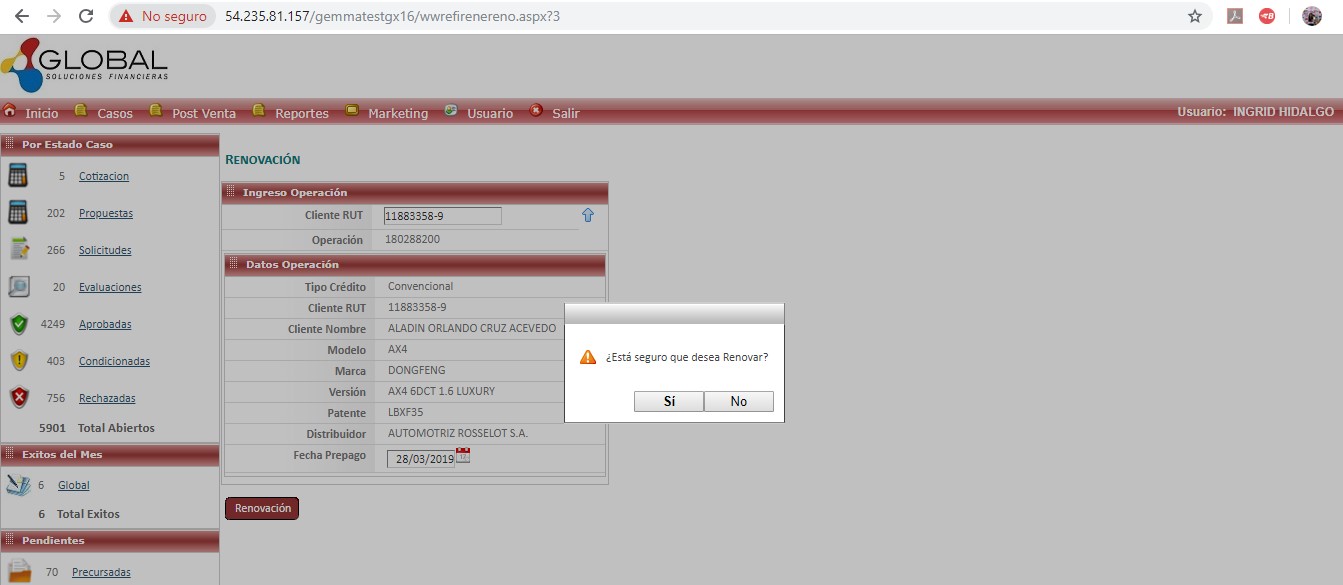 No seguro
54.235.81.157/gemmatestgx16/wwrefirenereno.aspx?3
GLOBAL
SOLUCIONES FINANCIERAS
Inicio Casos Post Venta Reportes Marketing Usuario Salir Usuario: INGRID HIDALGO
Por Estado Caso
5 Cotizacion
202 Propuestas
266 Solicitudes
20 Evaluaciones
4249 Aprobadas
403 Condicionadas
756 Rechazadas
5901 Total Abiertos
Exitos del Mes
6 Global
6 Total Exitos
Pendientes
70 Precursadas
RENOVACIÓN
Ingreso Operación
Cliente RUT 11883358-9
Operación 180288200
Datos Operación
Tipo Crédito Convencional
Cliente RUT 11883358-9
Cliente Nombre ALADIN ORLANDO CRUZ ACEVEDO
Modelo AX4
Marca DONGFENG
Versión AX4 6DCT 1.6 LUXURY
Patente LBXF35
Distribuidor AUTOMOTRIZ ROSSELOT S.A.
Fecha Prepago 28/03/2019
Renovación
¿Está seguro que desea Renovar?
Sí No